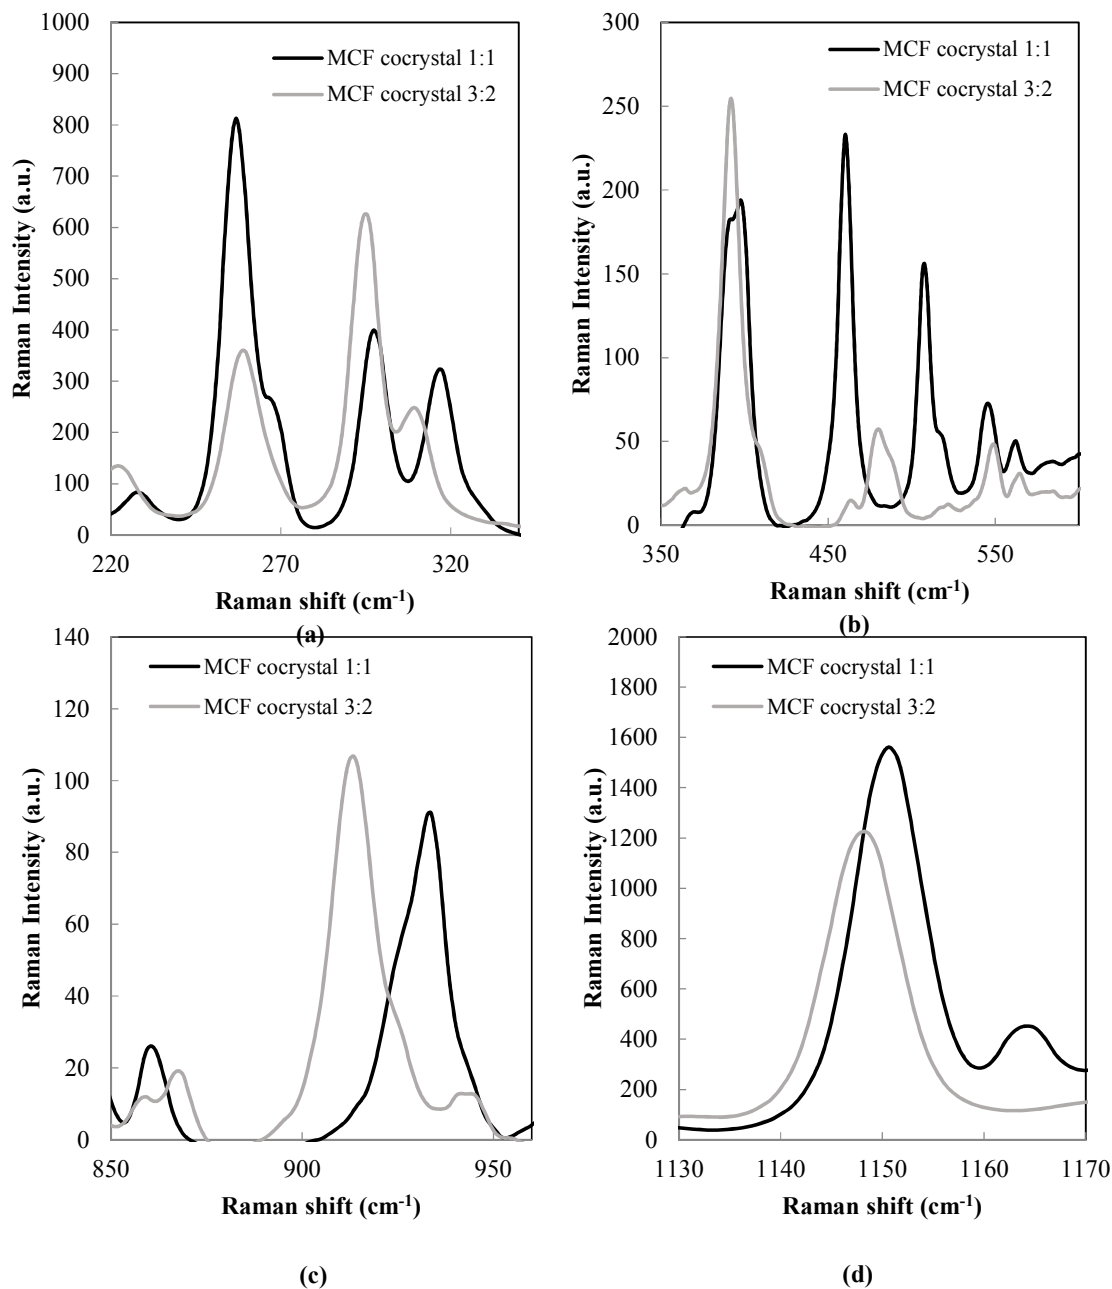 1000
900
800
700
600
500
400
300
200
100
0
220
270
320
Raman Intensity (a.u.)
Raman shift (cm-1)
MCF cocrystal 1:1
MCF cocrystal 3:2
(a)
300
250
200
150
100
50
0
350
450
550
Raman Intensity (a.u.)
Raman shift (cm-1)
MCF cocrystal 1:1
MCF cocrystal 3:2
(b)
140
120
100
80
60
40
20
0
850
900
950
Raman Intensity (a.u.)
Raman shift (cm-1)
MCF cocrystal 1:1
MCF cocrystal 3:2
(c)
2000
1800
1600
1400
1200
1000
800
600
400
200
0
1130
1140
1150
1160
1170
Raman Intensity (a.u.)
Raman shift (cm-1)
MCF cocrystal 1:1
MCF cocrystal 3:2
(d)